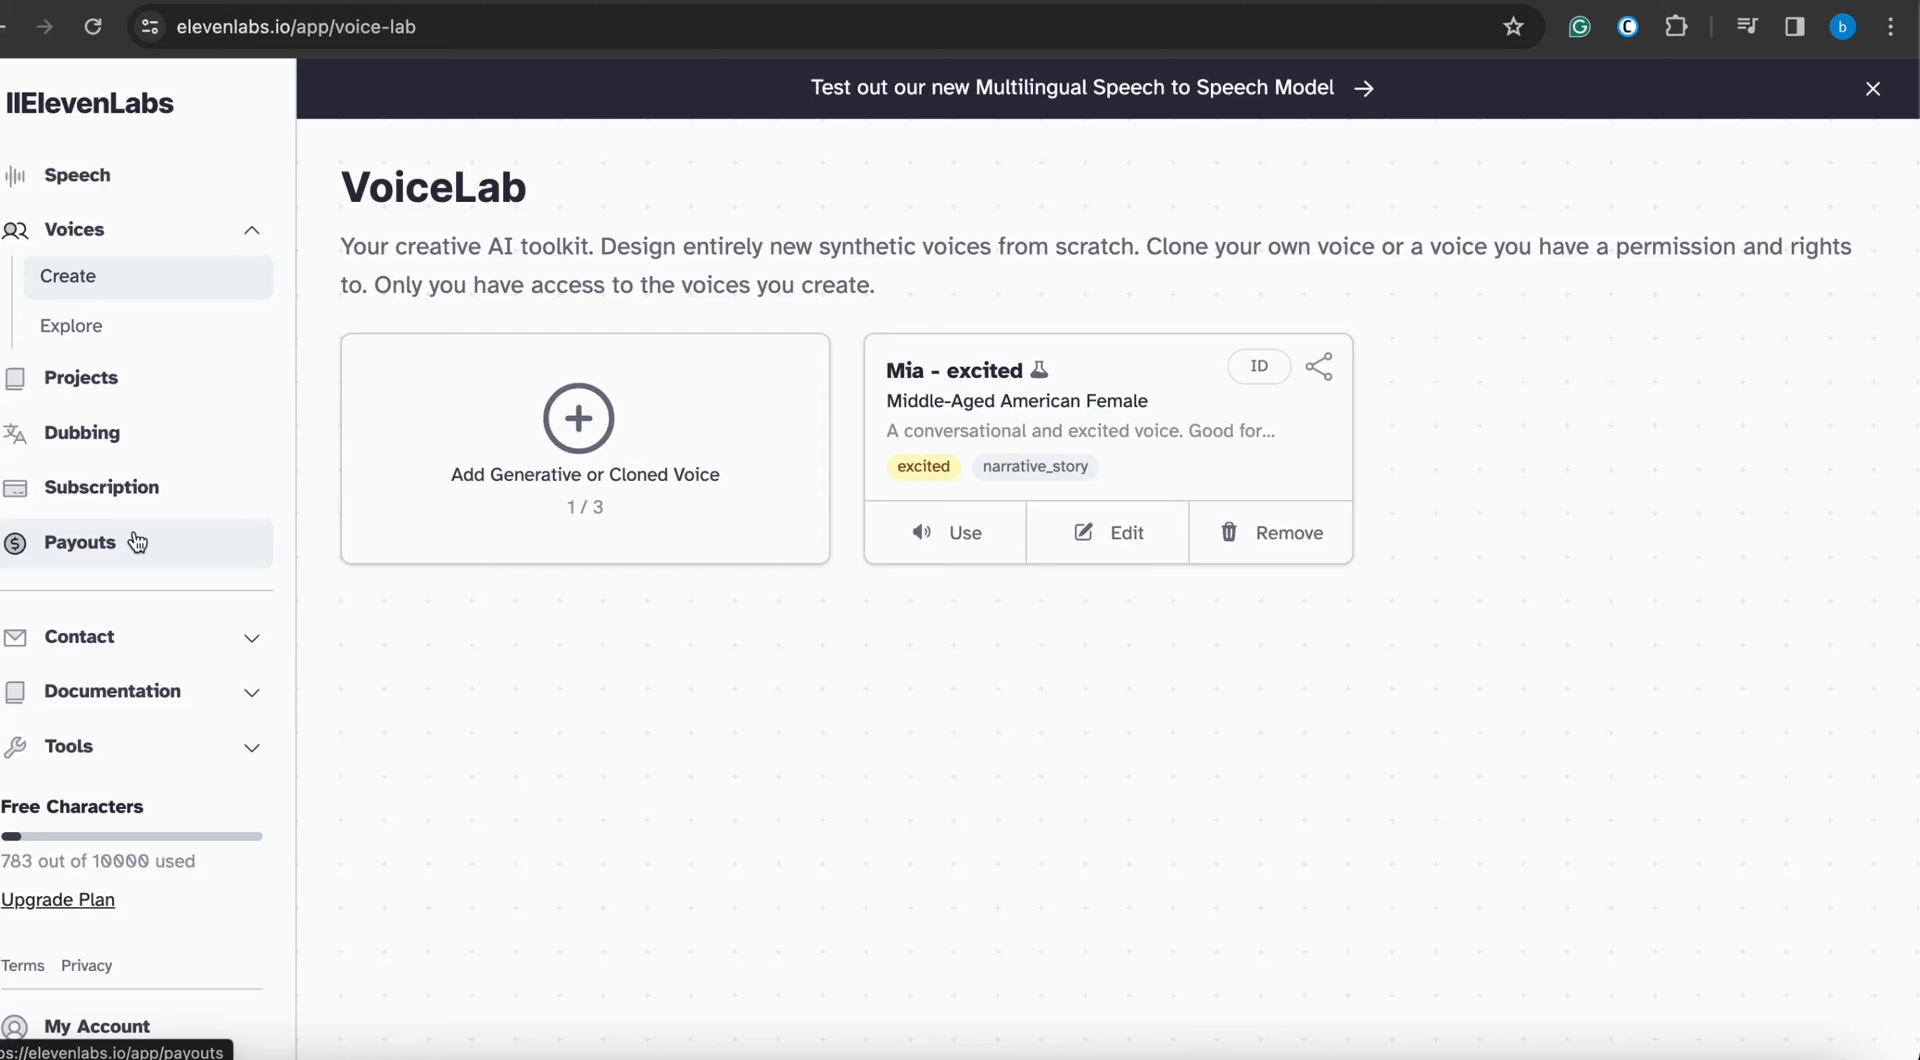 elevenlabs.io/app/voice-lab
b
IIElevenLabs
Test out our new Multilingual Speech to Speech Model →
Speech
Voices
Create
Explore
Projects
Dubbing
Subscription
Payouts
Contact
Documentation
Tools
Free Characters
783 out of 10000 used
Upgrade Plan
Terms Privacy
My Account
ps://elevenlabs.io/app/payouts
VoiceLab
Your creative AI toolkit. Design entirely new synthetic voices from scratch. Clone your own voice or a voice you have a permission and rights
to. Only you have access to the voices you create.
Add Generative or Cloned Voice
1 / 3
Mia - excited
ID
Middle-Aged American Female
A conversational and excited voice. Good for...
excited narrative_story
Use Edit Remove